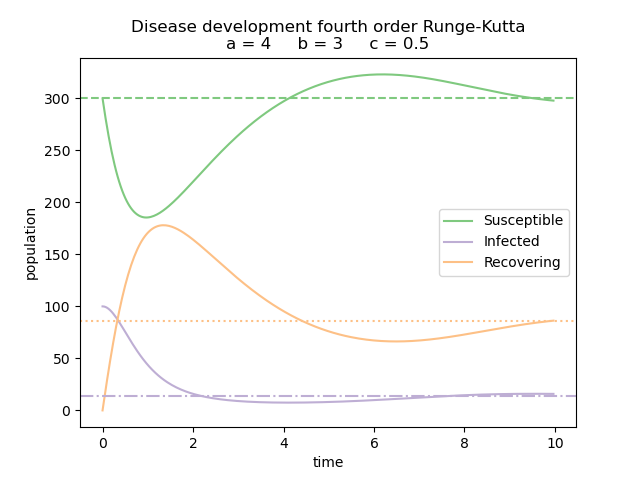 Disease development fourth order Runge-Kutta
a = 4     b = 3     c = 0.5
population
300
250
200
150
100
50
0
Susceptible
Infected
Recovering
0 2 4 6 8 10
time